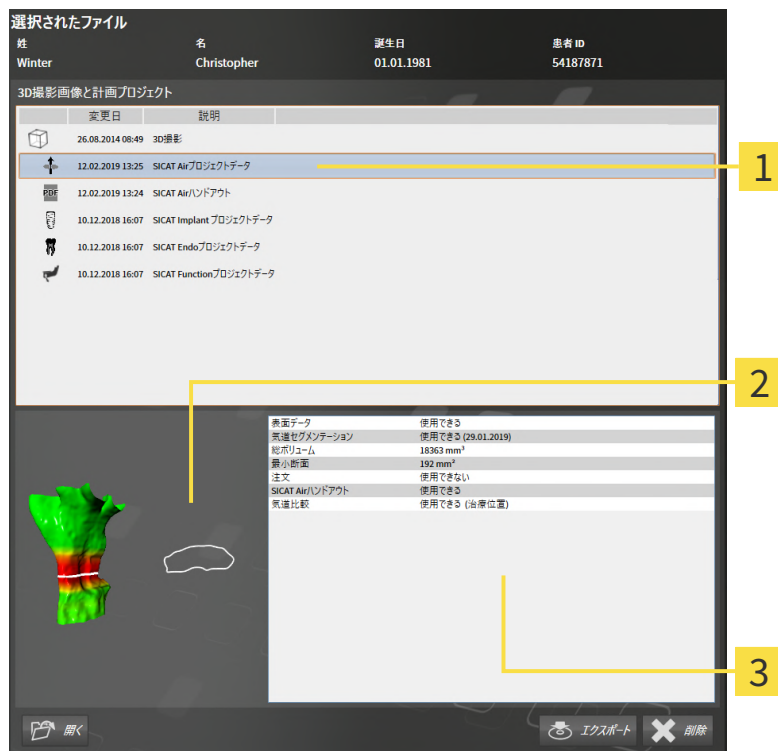 選択されたファイル
姓 名 誕生日 患者 ID
Winter Christopher 01.01.1981 54187871
3D撮影画像と計画プロジェクト
変更日 説明
26.08.2014 08:49 3D撮影
12.02.2019 13:25 SICAT Airプロジェクトデータ
1
PDF 12.02.2019 13:24 SICAT Airハンドアウト
10.12.2018 16:07 SICAT Implant プロジェクトデータ
10.12.2018 16:07 SICAT Endoプロジェクトデータ
10.12.2018 16:07 SICAT Functionプロジェクトデータ
2
表面データ 使用できる
気道セグメンテーション 使用できる (29.01.2019)
総ボリューム 18363 mm³
最小断面 192 mm²
注文 使用できない
SICAT Airハンドアウト 使用できる
気道比較 使用できる (治療位置)
3
開く エクスポート 削除